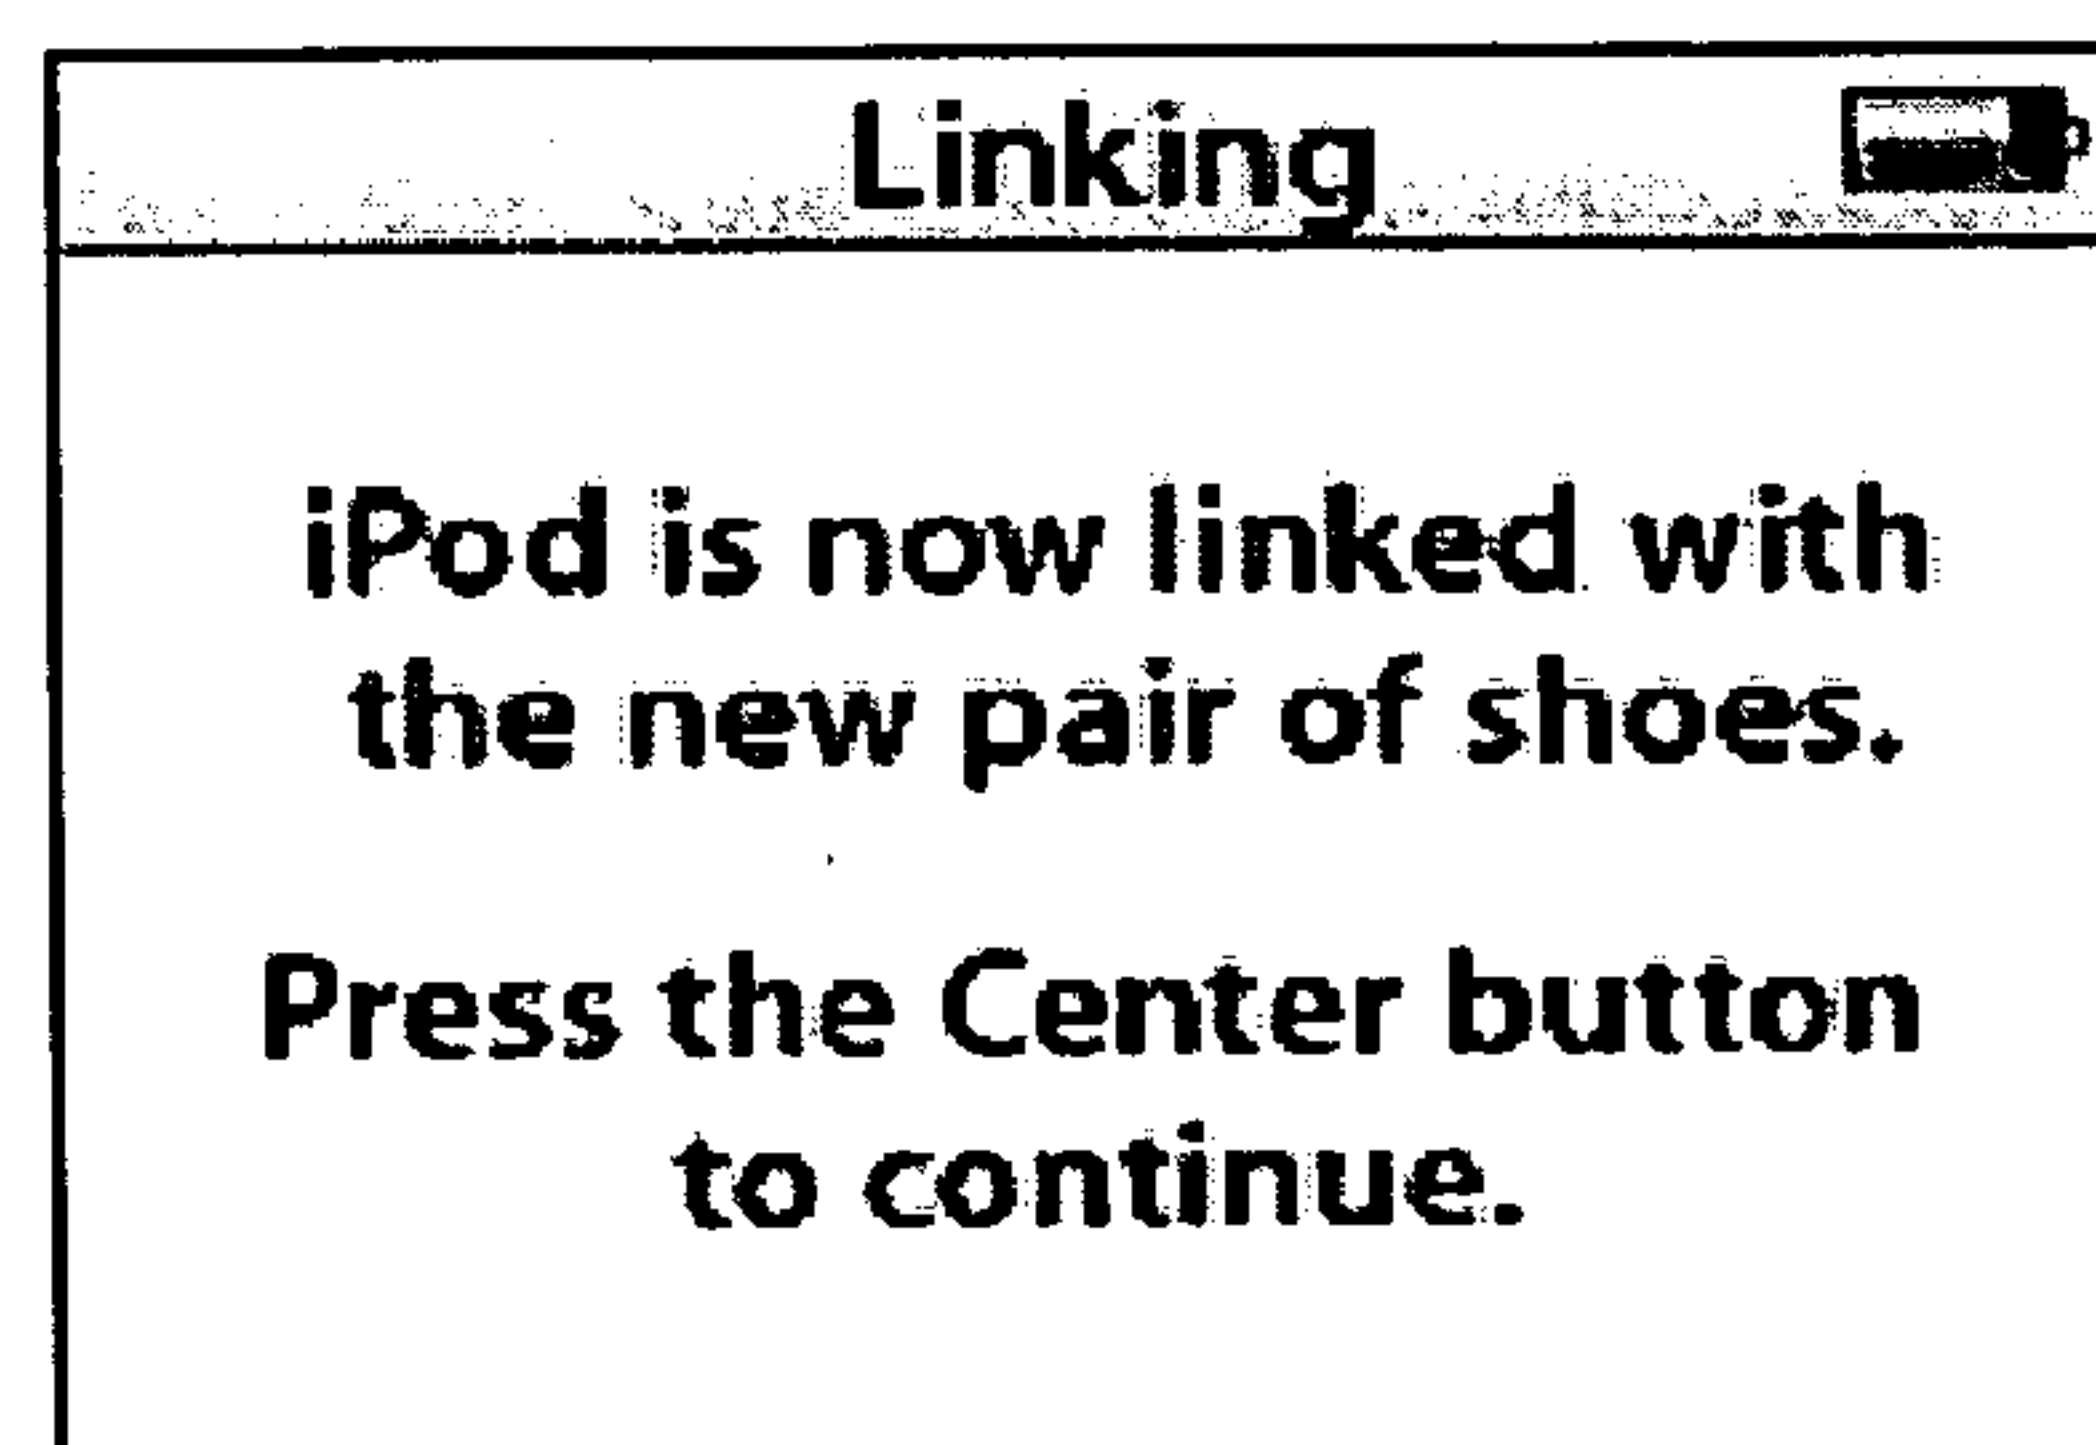 Linking
iPod is now linked with
the new pair of shoes.
Press the Center button
to continue.